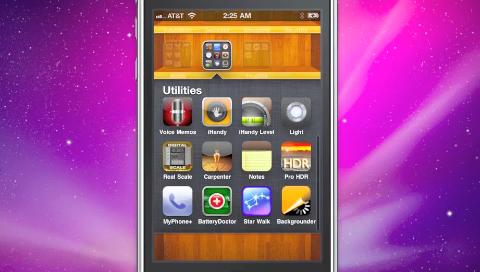 AT&T 2:25 AM
Utilities
Voice Memos iHandy iHandy Level Light
DIGITAL
SCALE
HDR
Real Scale Carpenter Notes Pro HDR
MyPhone+ BatteryDoctor Star Walk Backgrounder